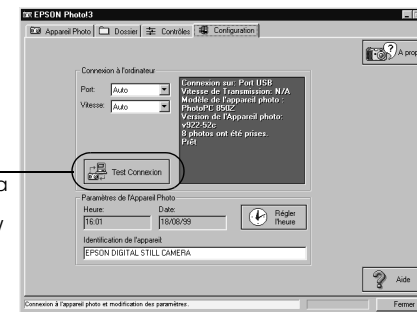 EPSON Photo!3
Appareil Photo Dossier Contrôles Configuration
Connexion à l'ordinateur
Port: Auto
Vitesse: Auto
Connexion sur: Port USB
Vitesse de Transmission: N/A
Modèle de l'appareil photo :
PhotoPC 850Z
Version de l'Appareil photo:
v922-52c
8 photos ont été prises.
Prêt
Test Connexion
Paramètres de l'Appareil Photo
Heure: Date:
16:01 18/08/99
Régler
l'heure
Identification de l'appareil
EPSON DIGITAL STILL CAMERA
Aide
Connexion à l'appareil photo et modification des paramètres.
Fermer